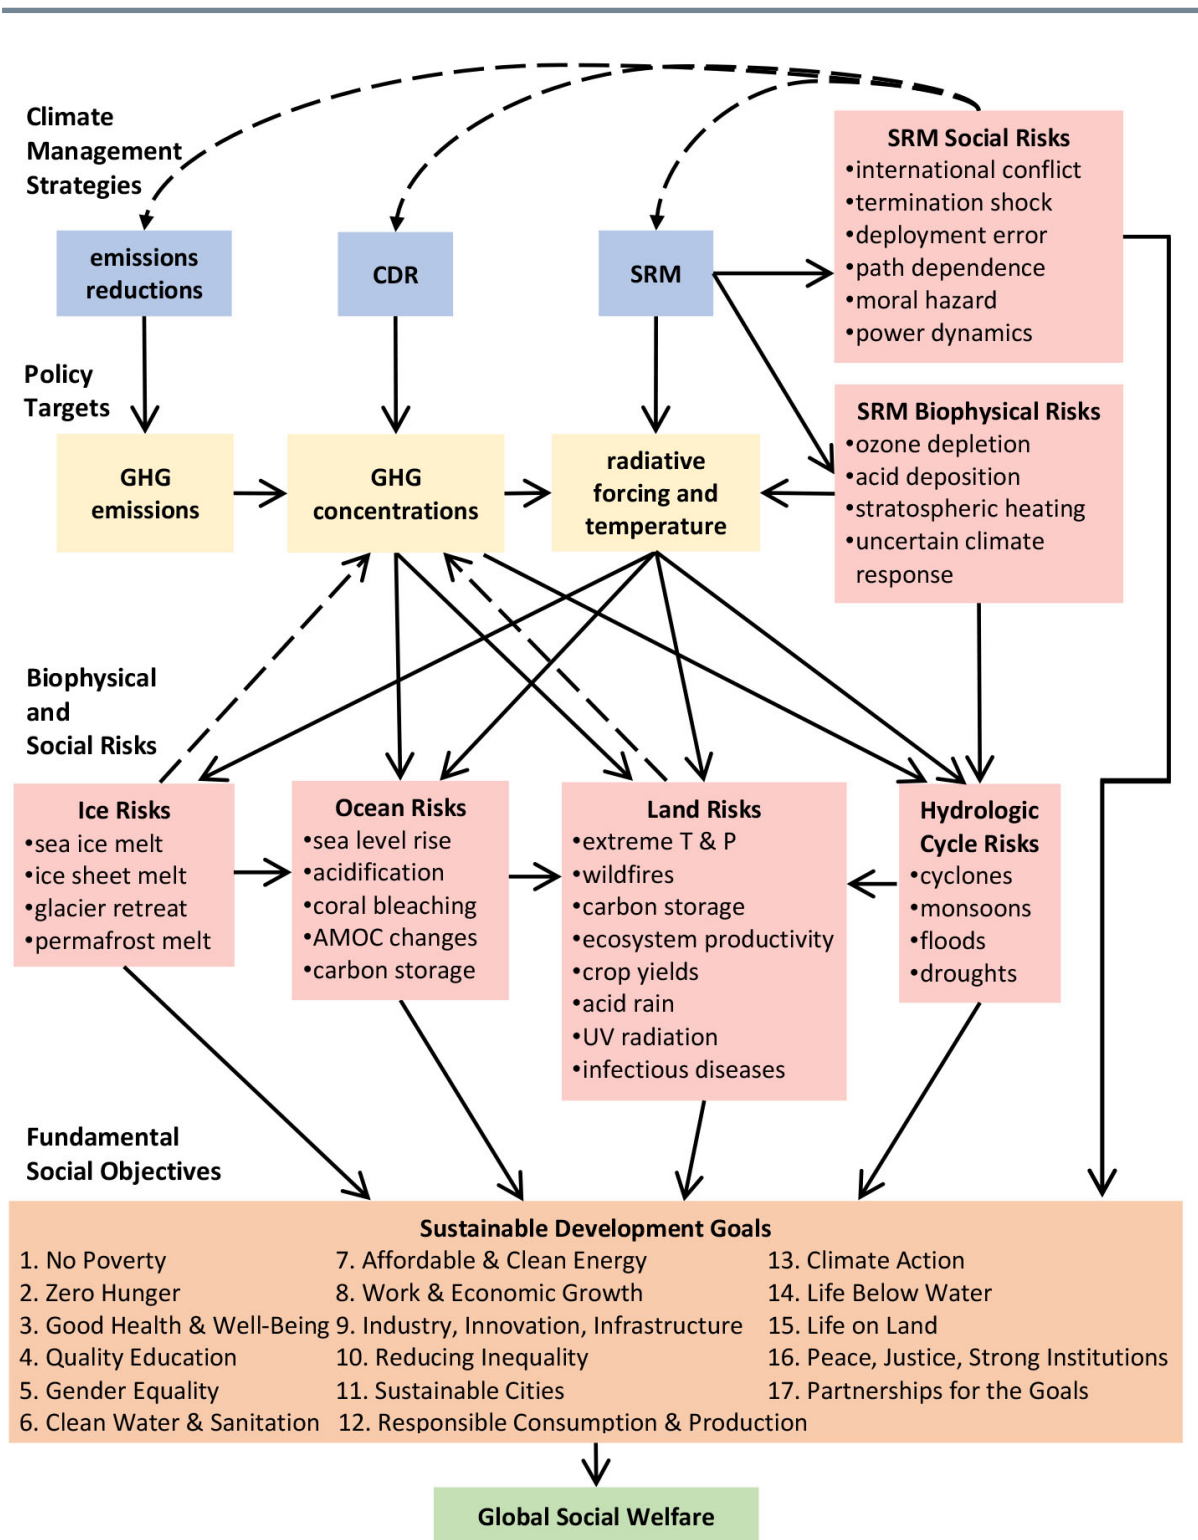 Climate
Management
Strategies
emissions
reductions
CDR
SRM
SRM Social Risks
•international conflict
•termination shock
•deployment error
•path dependence
•moral hazard
•power dynamics
Policy
Targets
GHG
emissions
GHG
concentrations
radiative
forcing and
temperature
SRM Biophysical Risks
•ozone depletion
•acid deposition
•stratospheric heating
•uncertain climate
response
Biophysical
and
Social Risks
Ice Risks
•sea ice melt
•ice sheet melt
•glacier retreat
•permafrost melt
Ocean Risks
•sea level rise
•acidification
•coral bleaching
•AMOC changes
•carbon storage
Land Risks
•extreme T & P
•wildfires
•carbon storage
•ecosystem productivity
•crop yields
•acid rain
•UV radiation
•infectious diseases
Hydrologic
Cycle Risks
•cyclones
•monsoons
•floods
•droughts
Fundamental
Social Objectives
Sustainable Development Goals
1. No Poverty
2. Zero Hunger
3. Good Health & Well-Being
4. Quality Education
5. Gender Equality
6. Clean Water & Sanitation
7. Affordable & Clean Energy
8. Work & Economic Growth
9. Industry, Innovation, Infrastructure
10. Reducing Inequality
11. Sustainable Cities
12. Responsible Consumption & Production
13. Climate Action
14. Life Below Water
15. Life on Land
16. Peace, Justice, Strong Institutions
17. Partnerships for the Goals
Global Social Welfare